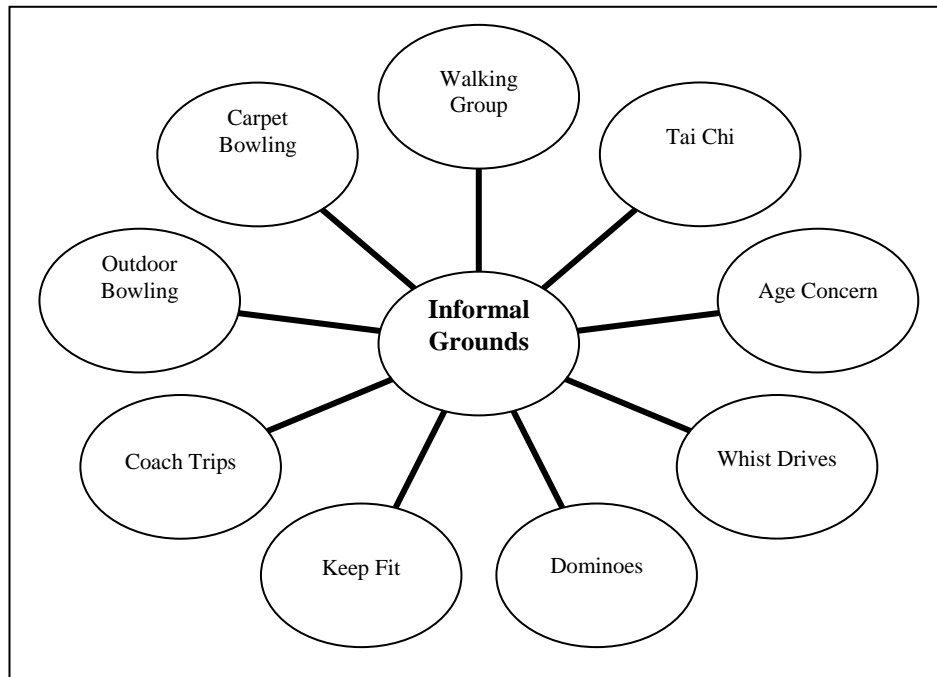 Walking
Group
Carpet
Bowling
Tai Chi
Outdoor
Bowling
Age Concern
Informal
Grounds
Coach Trips
Whist Drives
Keep Fit
Dominoes